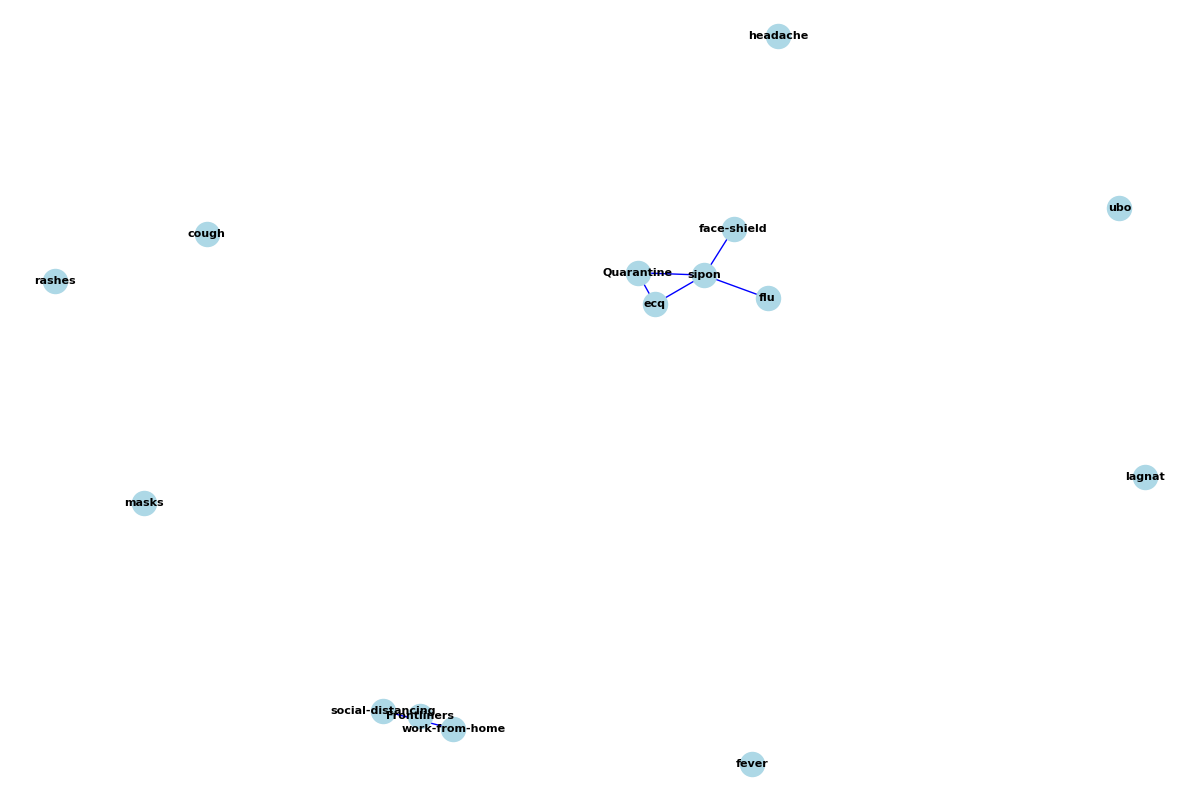 headache
ubo
face-shield
cough
Quarantine
sipon
rashes
flu
ecq
lagnat
masks
social-distancing
Frontliners
work-from-home
fever